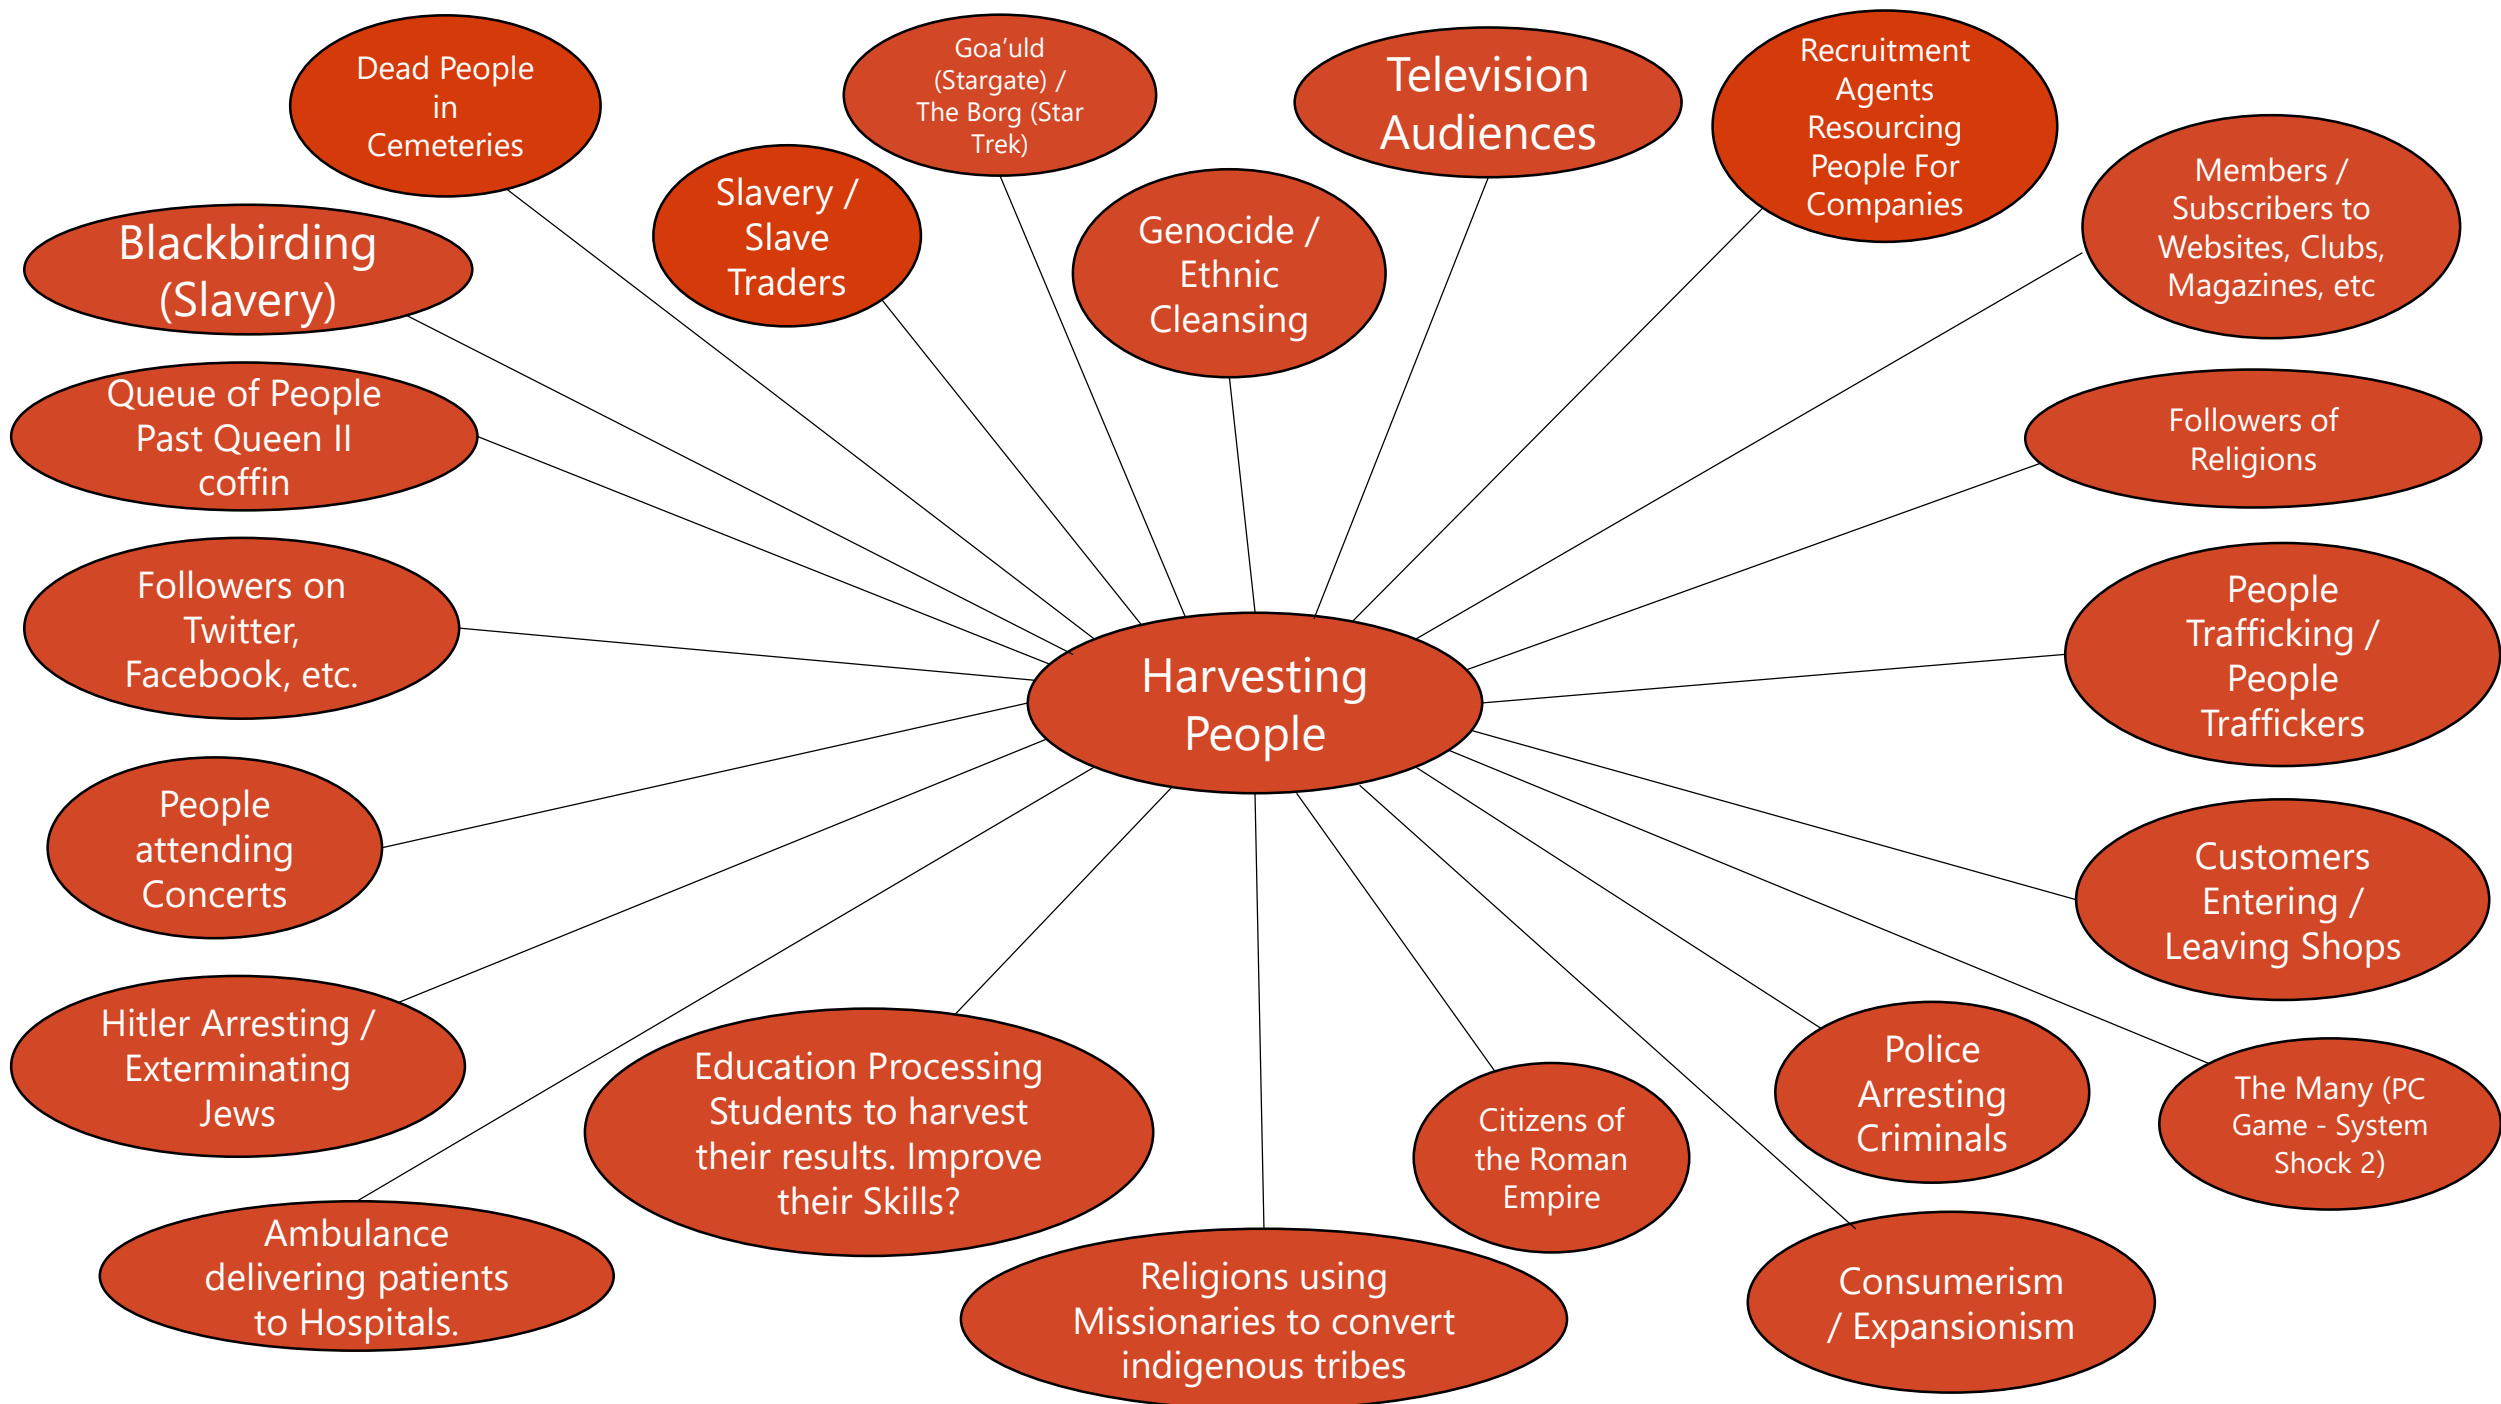 Dead People
in
Cemeteries
Goa’uld
(Stargate) /
The Borg (Star
Trek)
Television
Audiences
Recruitment
Agents
Resourcing
People For
Companies
Members /
Subscribers to
Websites, Clubs,
Magazines, etc
Slavery /
Slave
Traders
Genocide /
Ethnic
Cleansing
Blackbirding
(Slavery)
Queue of People
Past Queen II
coffin
Followers of
Religions
Followers on
Twitter,
Facebook, etc.
People
Trafficking /
People
Traffickers
Harvesting
People
People
attending
Concerts
Customers
Entering /
Leaving Shops
Hitler Arresting /
Exterminating
Jews
Education Processing
Students to harvest
their results. Improve
their Skills?
Citizens of
the Roman
Empire
Police
Arresting
Criminals
The Many (PC
Game - System
Shock 2)
Ambulance
delivering patients
to Hospitals.
Religions using
Missionaries to convert
indigenous tribes
Consumerism
/ Expansionism